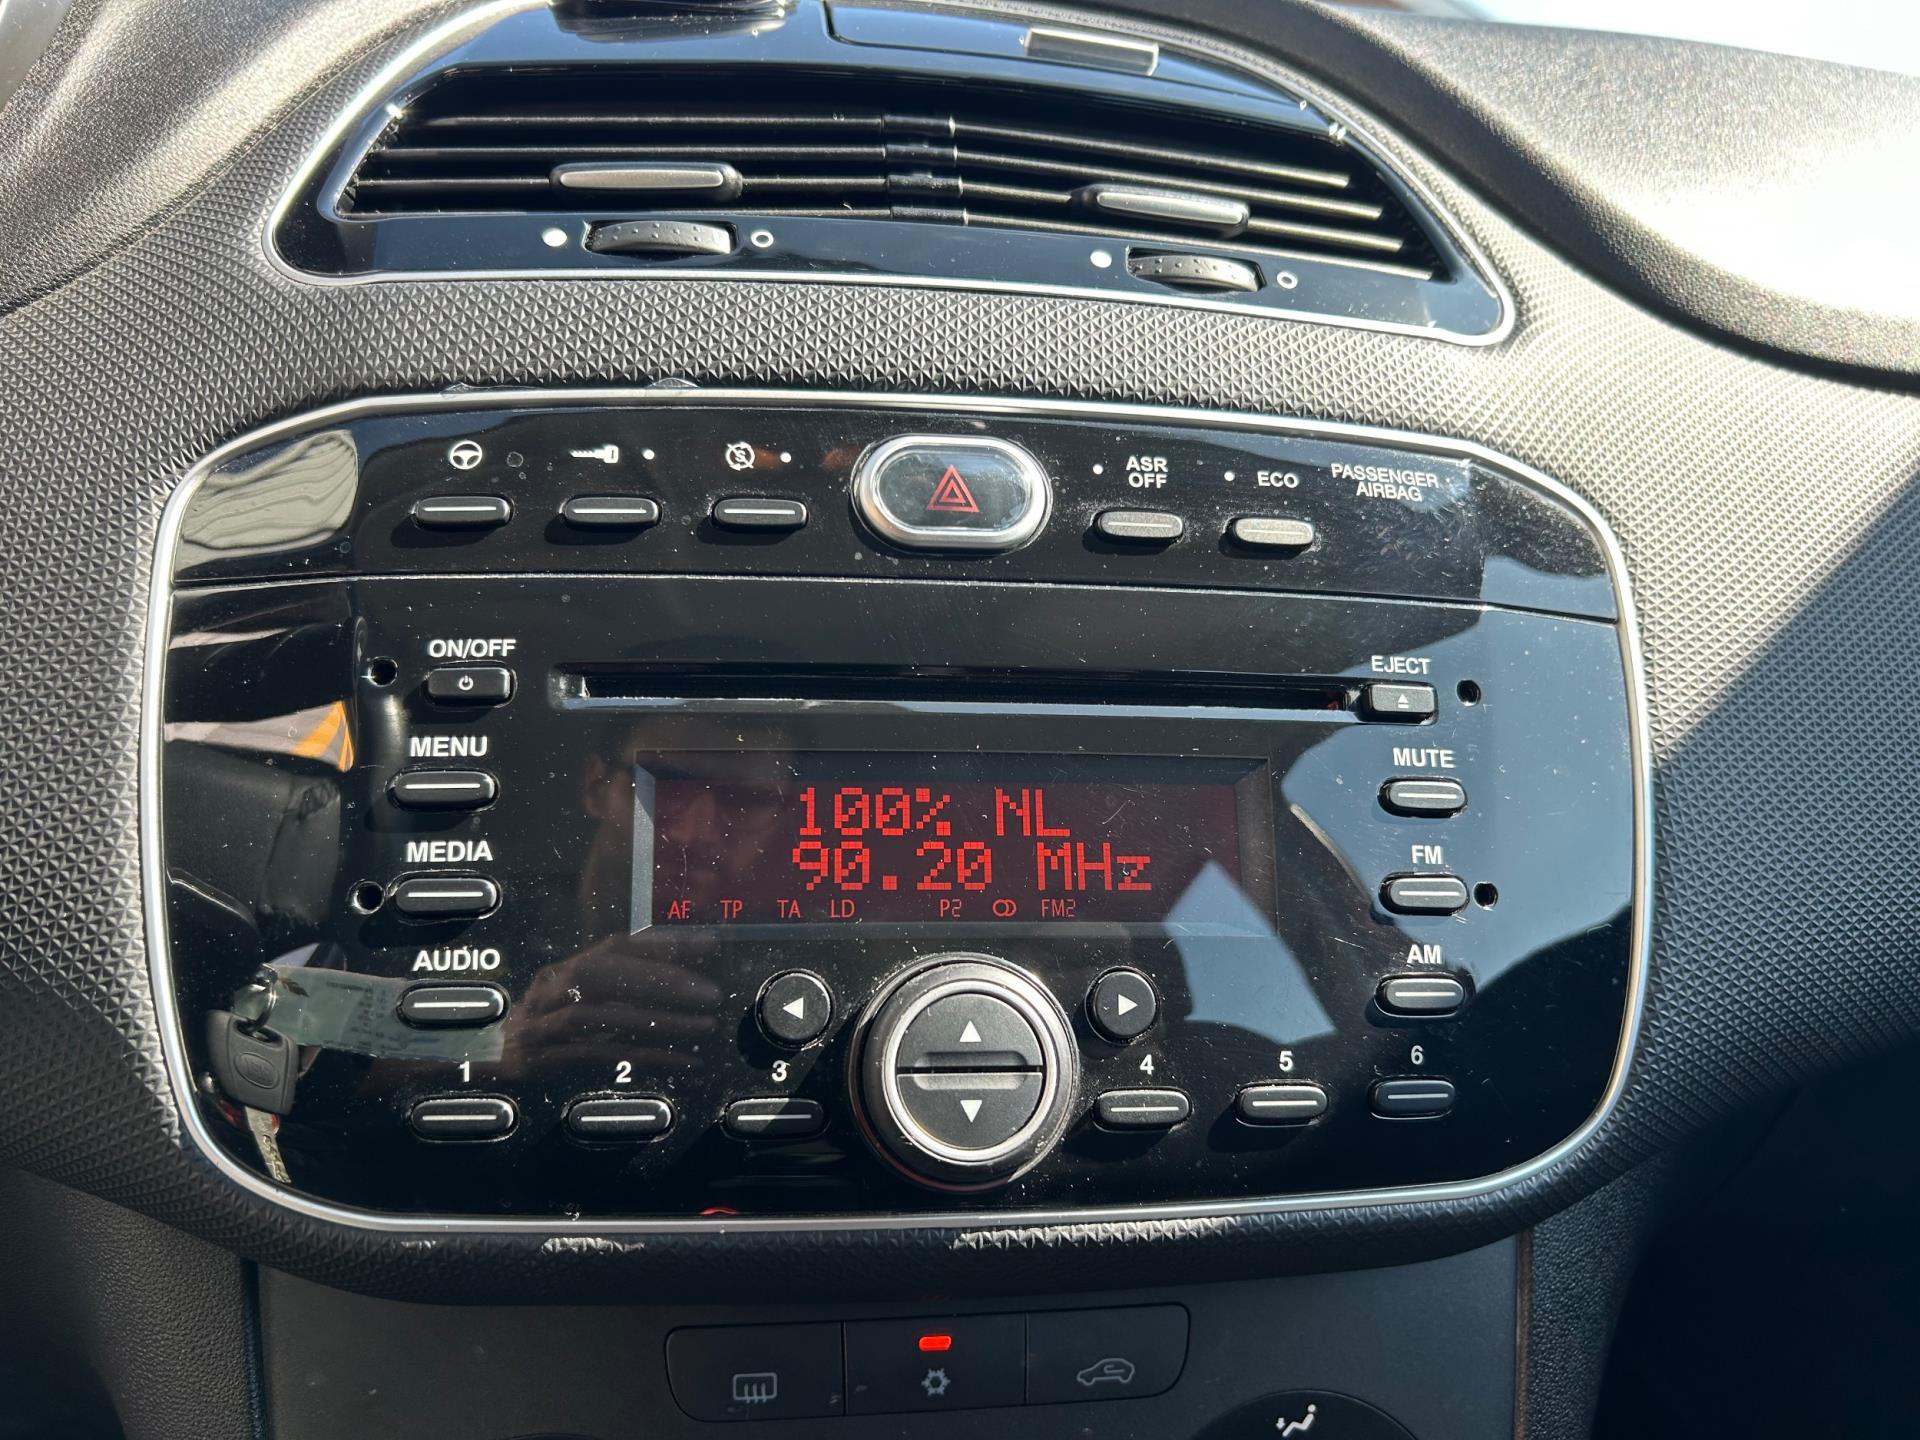 ASR
OFF
ECO
PASSENGER
AIRBAG
ON/OFF
EJECT
MENU
MUTE
MEDIA
FM
AUDIO
AM
100% NL
90.20 MHz
AF TP TA LD P2 FM2
1 2 3 4 5 6